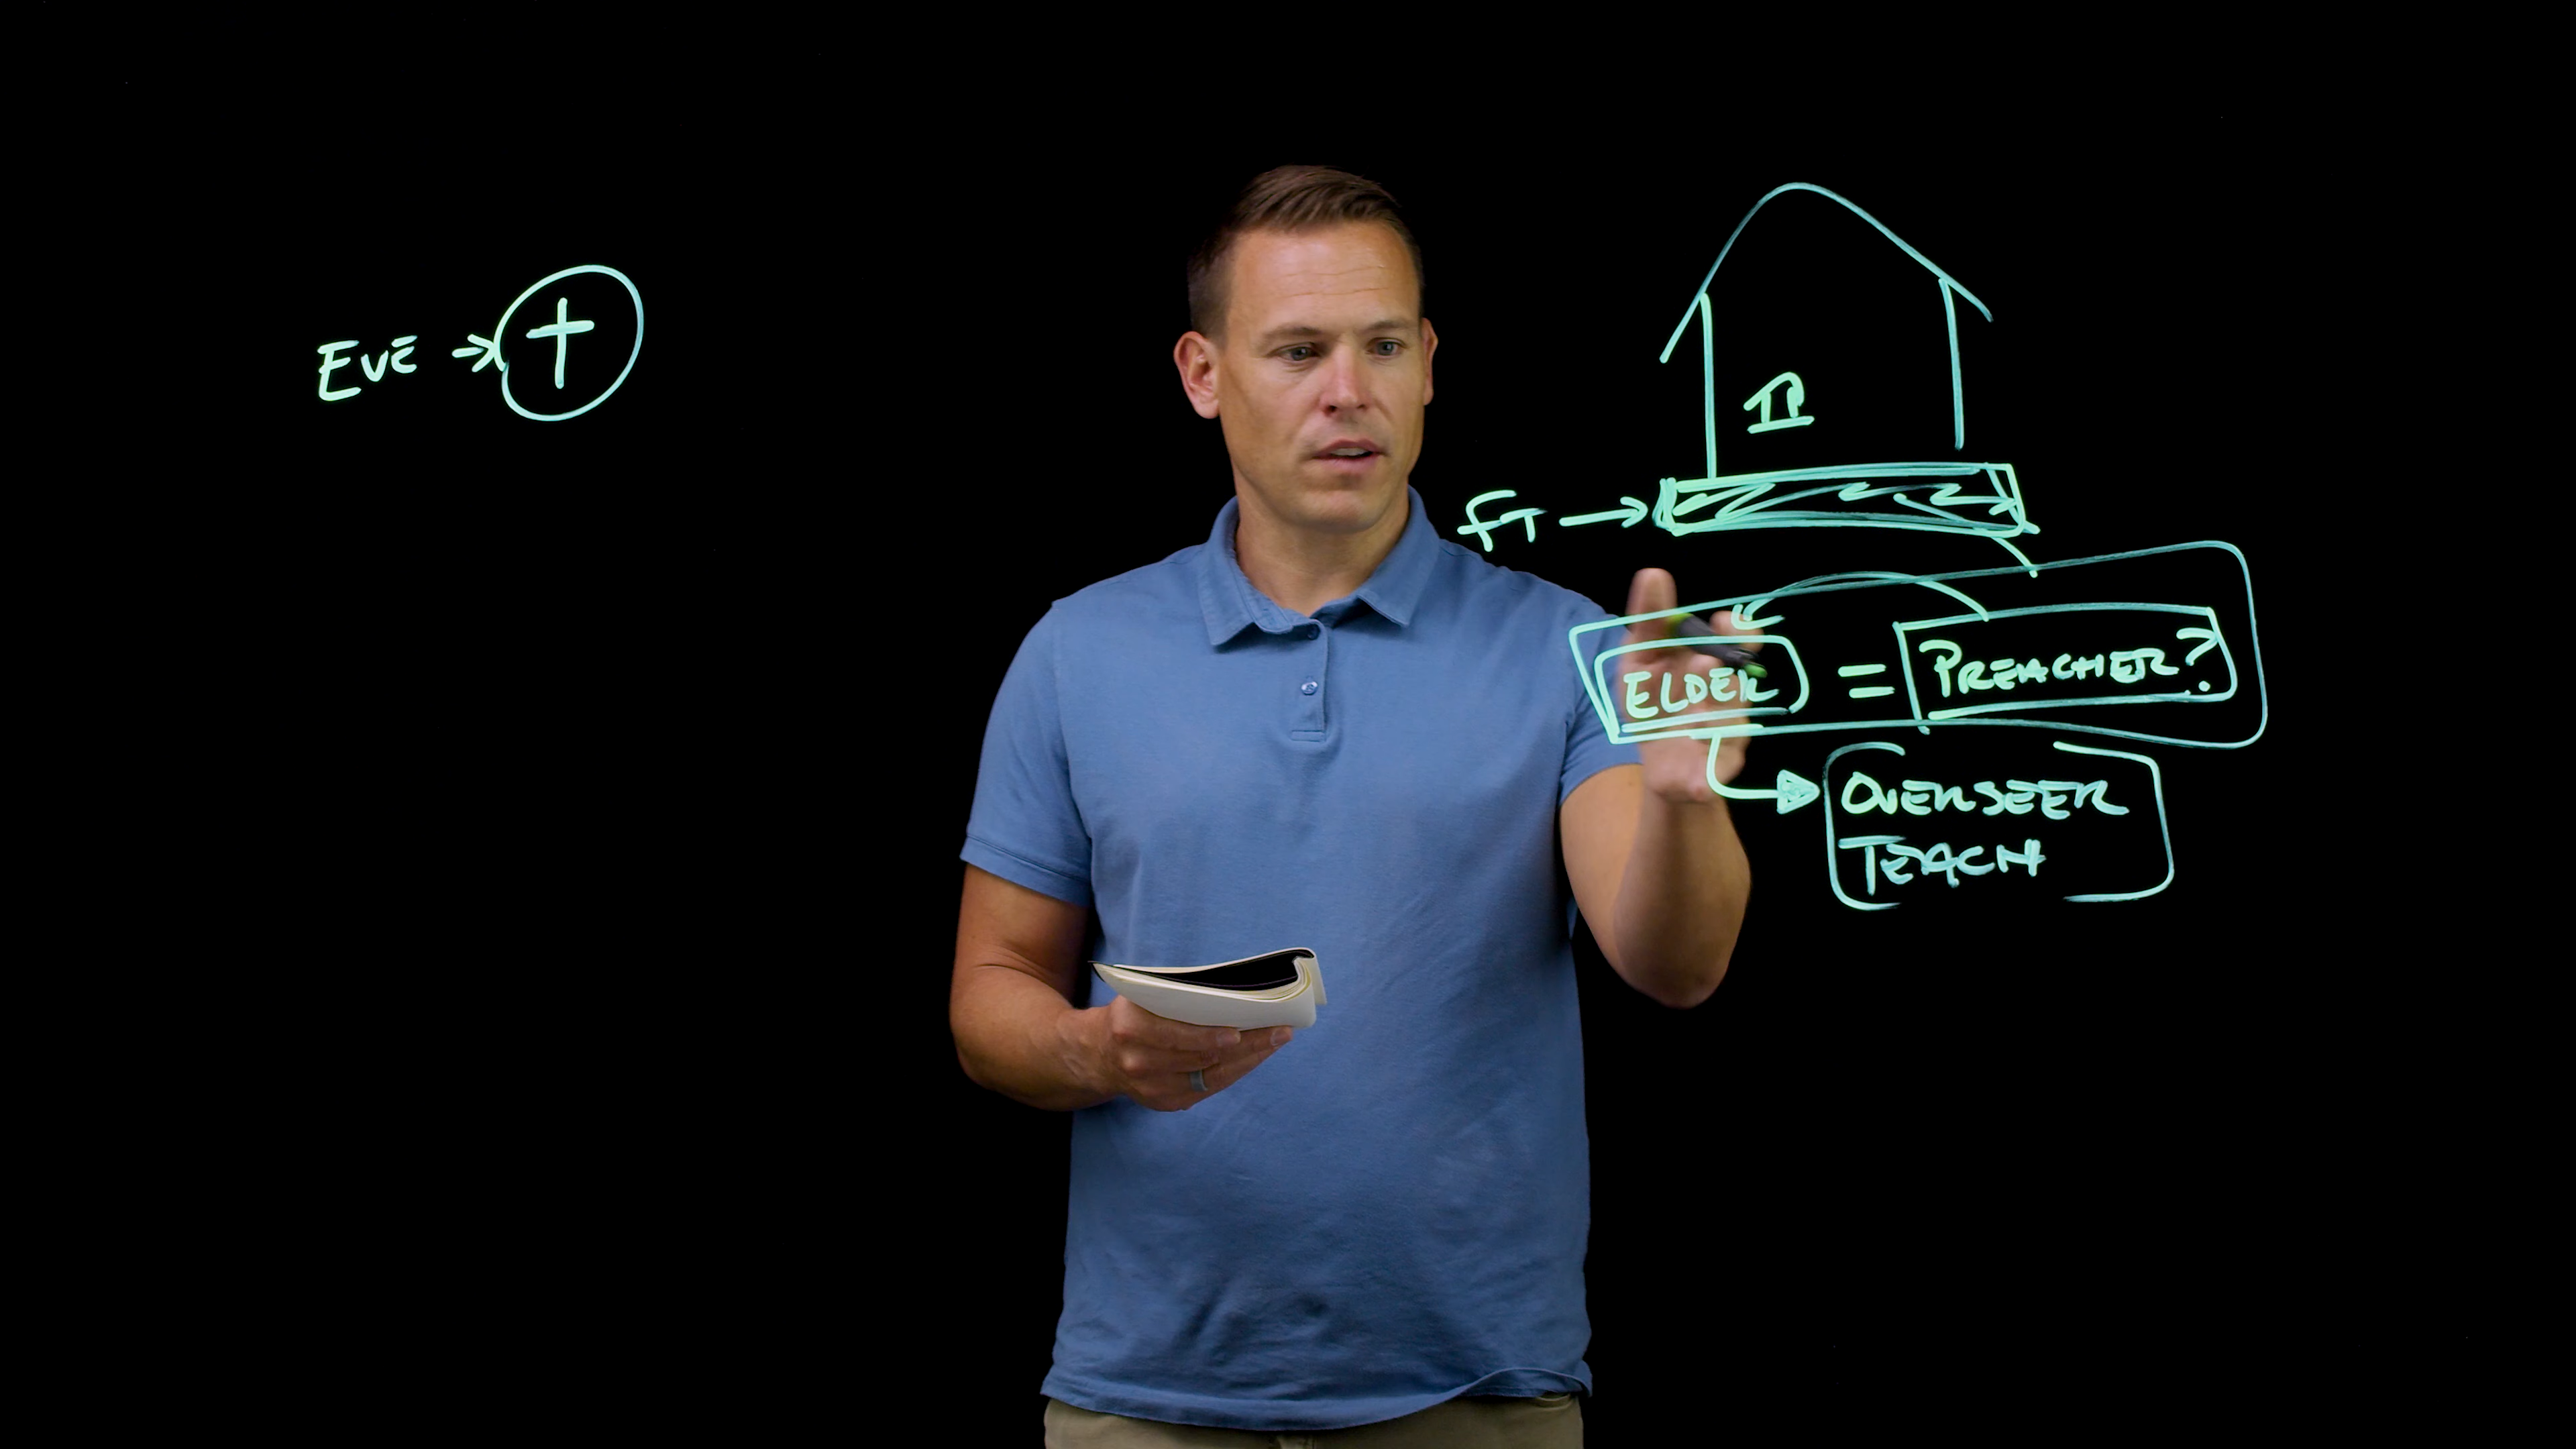 EVE →
FT →
ELDER = PREACHER?
OVERSEER
TEACH